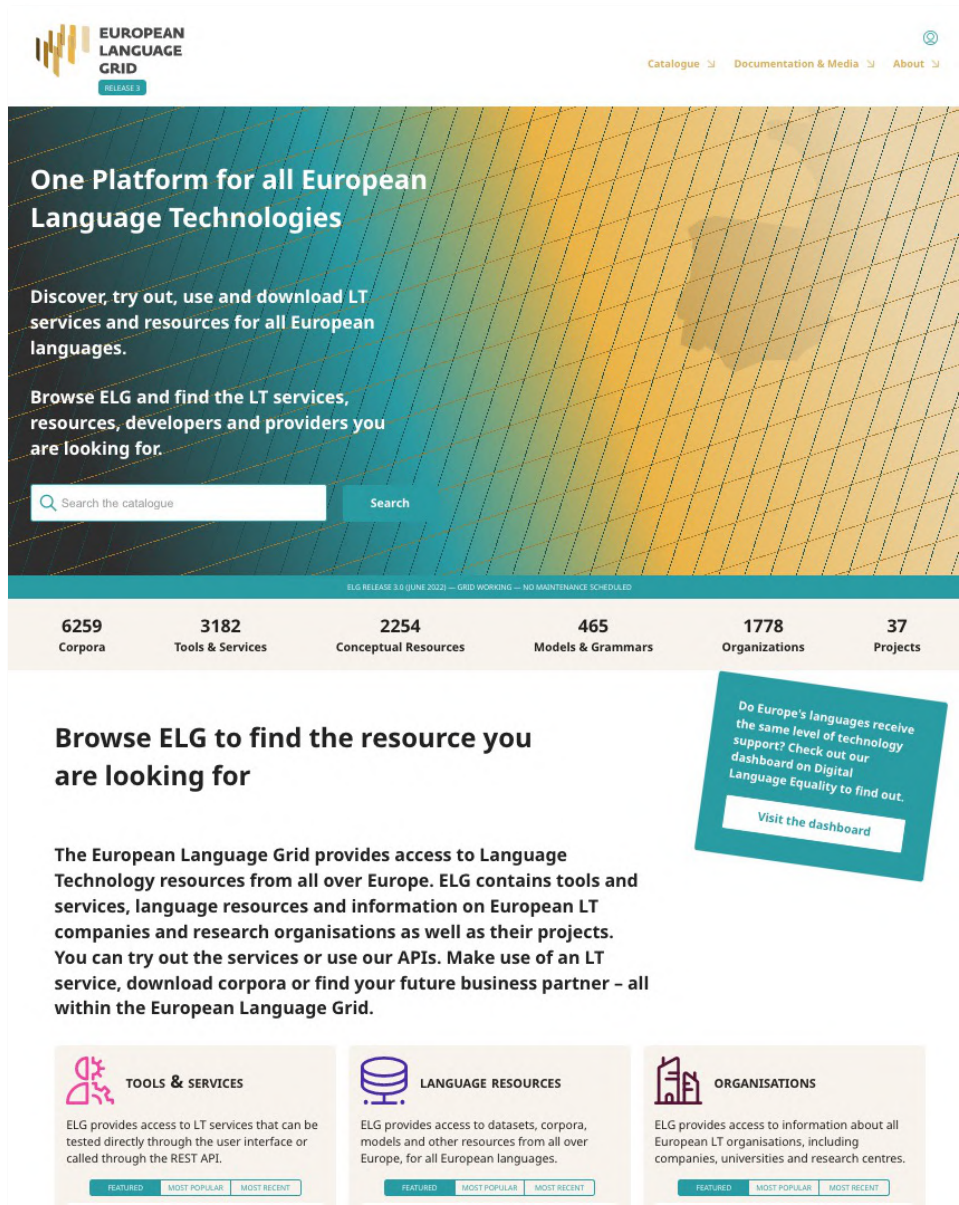 EUROPEAN
LANGUAGE
GRID
RELEASE 3
Catalogue
Documentation & Media
About
One Platform for all European
Language Technologies
Discover, try out, use and download LT
services and resources for all European
languages.
Browse ELG and find the LT services,
resources, developers and providers you
are looking for.
Search the catalogue
Search
ELG RELEASE 3.0 (JUNE 2022) — GRID WORKING — NO MAINTENANCE SCHEDULED
6259 3182 2254 465 1778 37
Corpora Tools & Services Conceptual Resources Models & Grammars Organizations Projects
Do Europe's languages receive
the same level of technology
support? Check out our
dashboard on Digital
Language Equality to find out.
Visit the dashboard
Browse ELG to find the resource you
are looking for
The European Language Grid provides access to Language
Technology resources from all over Europe. ELG contains tools and
services, language resources and information on European LT
companies and research organisations as well as their projects.
You can try out the services or use our APIs. Make use of an LT
service, download corpora or find your future business partner – all
within the European Language Grid.
TOOLS & SERVICES
ELG provides access to LT services that can be
tested directly through the user interface or
called through the REST API.
FEATURED MOST POPULAR MOST RECENT
LANGUAGE RESOURCES
ELG provides access to datasets, corpora,
models and other resources from all over
Europe, for all European languages.
FEATURED MOST POPULAR MOST RECENT
ORGANISATIONS
ELG provides access to information about all
European LT organisations, including
companies, universities and research centres.
FEATURED MOST POPULAR MOST RECENT